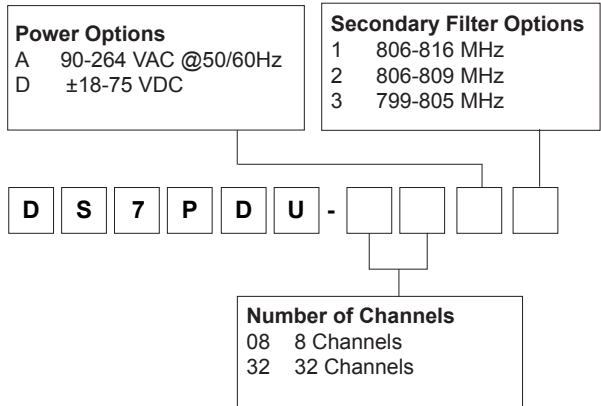 Power Options
A 90-264 VAC @50/60Hz
D ±18-75 VDC
Secondary Filter Options
1 806-816 MHz
2 806-809 MHz
3 799-805 MHz
D S 7 P D U -
Number of Channels
08 8 Channels
32 32 Channels